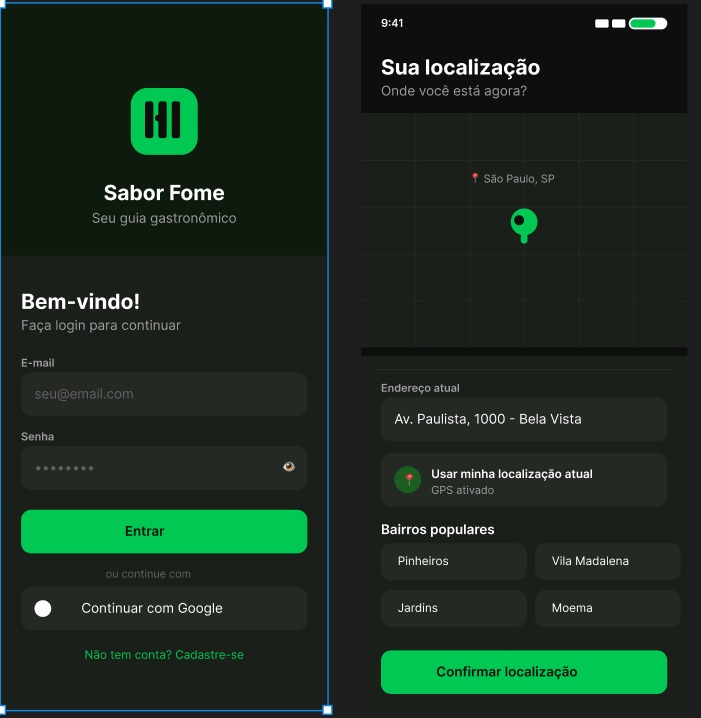 Sabor Fome
Seu guia gastronômico
Bem-vindo!
Faça login para continuar
E-mail
seu@email.com
Senha
Entrar
ou continue com
Continuar com Google
Não tem conta? Cadastre-se
9:41
Sua localização
Onde você está agora?
São Paulo, SP
Endereço atual
Av. Paulista, 1000 - Bela Vista
Usar minha localização atual
GPS ativado
Bairros populares
Pinheiros
Vila Madalena
Jardins
Moema
Confirmar localização